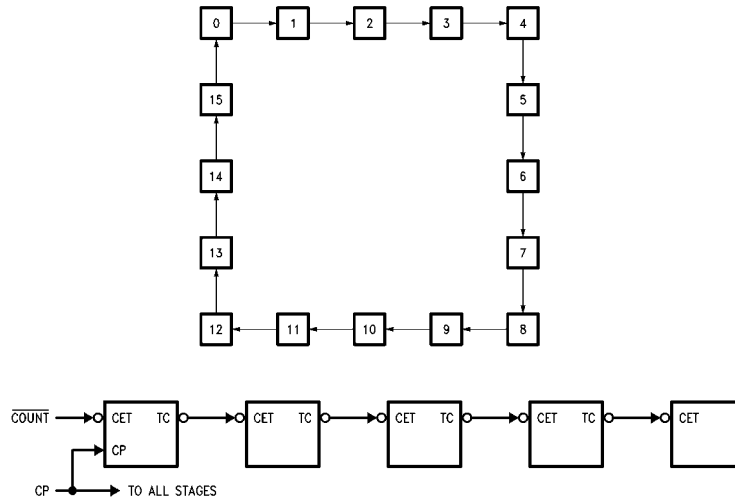 0 1 2 3 4
15 5
14 6
13 7
12 11 10 9 8
COUNT CET TC CET TC CET TC CET TC CET
CP
CP TO ALL STAGES